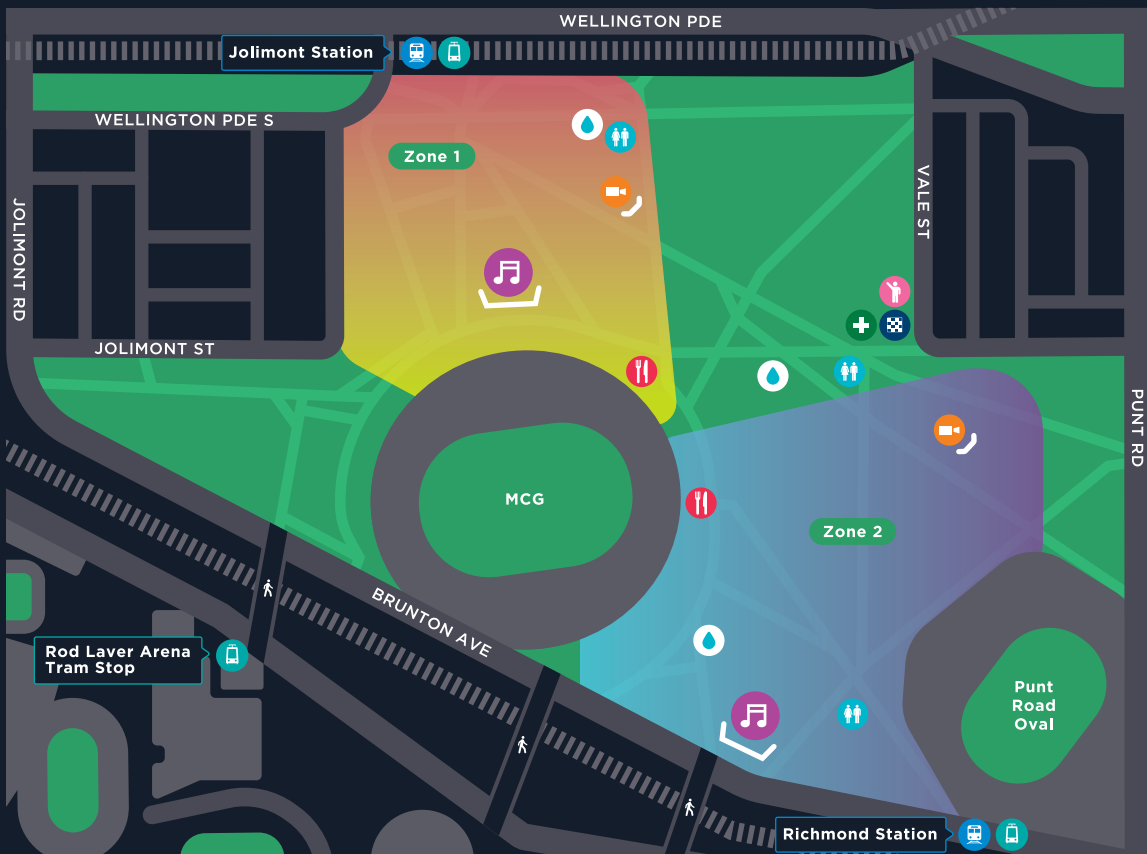 WELLINGTON PDE
Jolimont Station
WELLINGTON PDE S
Zone 1
JOLIMONT RD
VALE ST
JOLIMONT ST
PUNT RD
MCG
Zone 2
BRUNTON AVE
Rod Laver Arena
Tram Stop
Punt
Road
Oval
Richmond Station